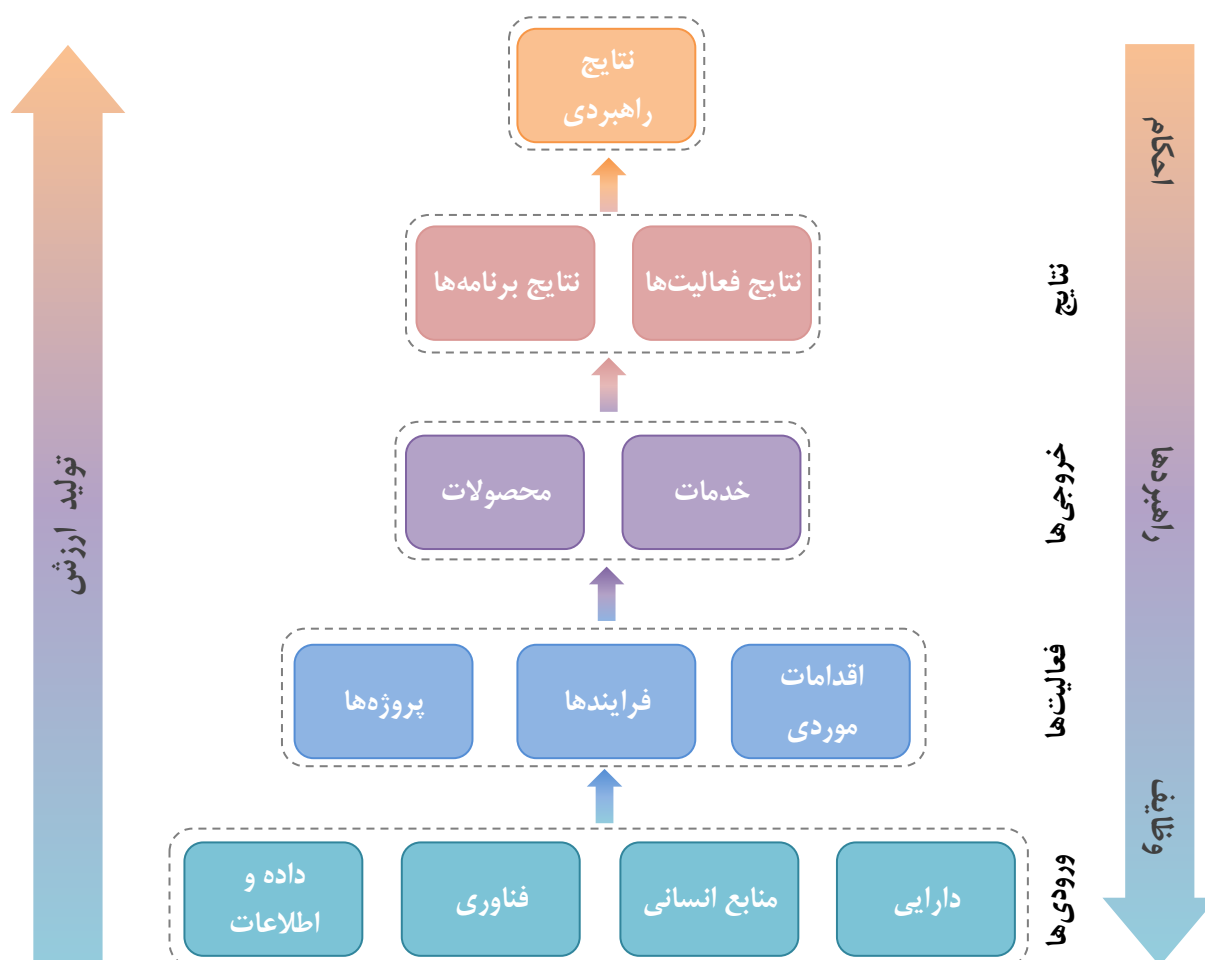 نتایج
راهبردی
احکام
نتایج
نتایج فعالیت‌ها
نتایج برنامه‌ها
راهبردها
خروجی‌ها
خدمات
محصولات
تولید ارزش
فعالیت‌ها
اقدامات
موردی
فرایندها
پروژه‌ها
وظایف
ورودی‌ها
دارایی
منابع انسانی
فناوری
داده و
اطلاعات